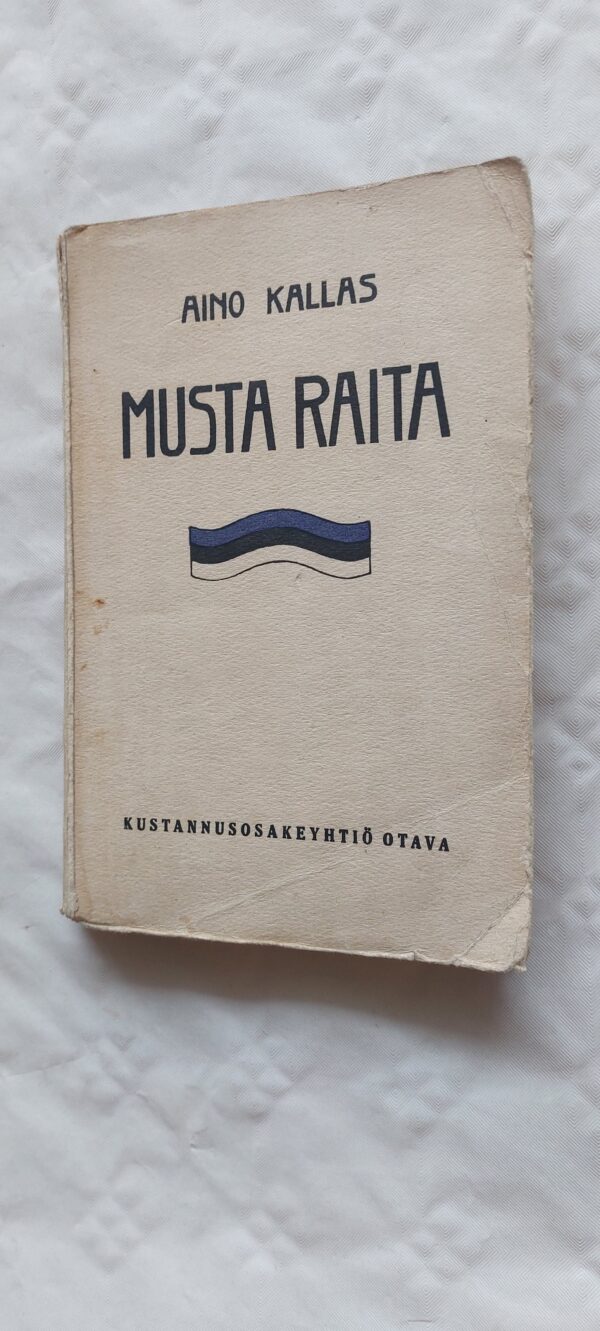 AINO KALLAS
MUSTA RAITA
KUSTANNUSOSAKEYHTIÖ OTAVA